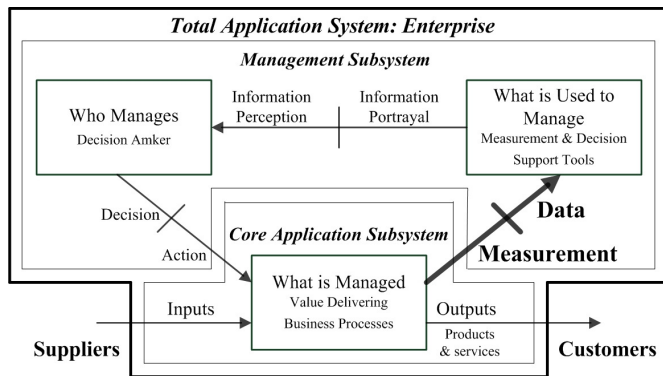 Total Application System: Enterprise
Management Subsystem
Who Manages
Decision Amker
Information
Perception
Information
Portrayal
What is Used to
Manage
Measurement & Decision
Support Tools
Decision
Action
Data
Measurement
Core Application Subsystem
What is Managed
Value Delivering
Business Processes
Inputs
Outputs
Products
& services
Suppliers
Customers